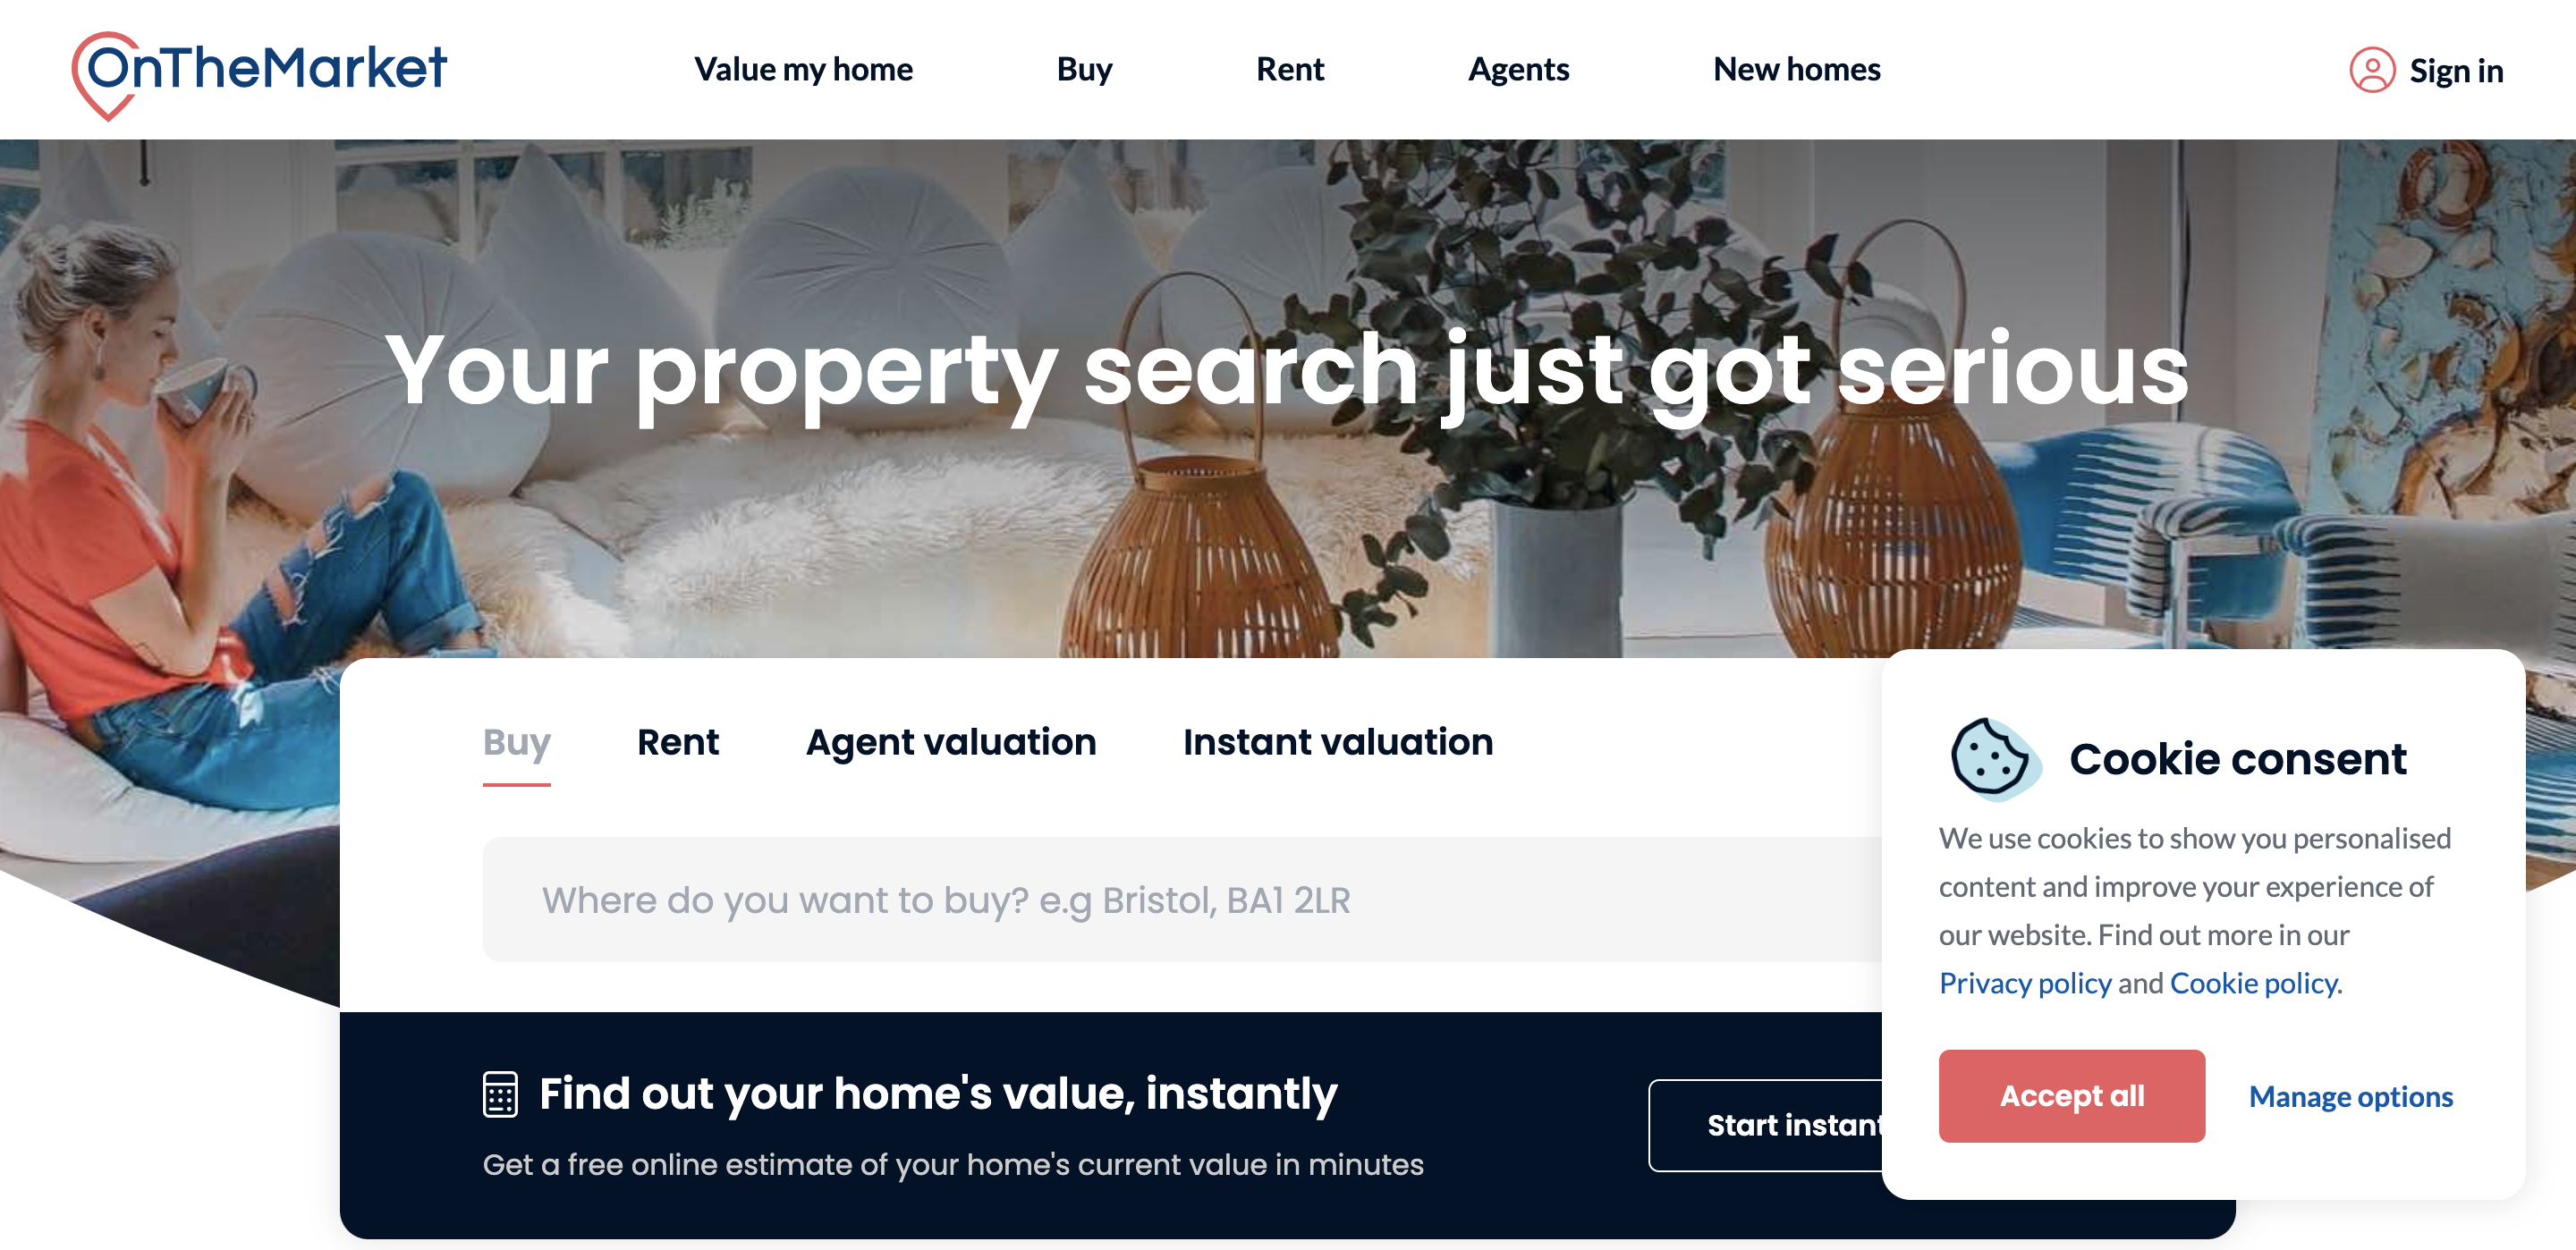 OnTheMarket
Value my home
Buy
Rent
Agents
New homes
Sign in
Your property search just got serious
Buy
Rent
Agent valuation
Instant valuation
Where do you want to buy? e.g Bristol, BA1 2LR
Find out your home's value, instantly
Get a free online estimate of your home's current value in minutes
Start instant
Cookie consent
We use cookies to show you personalised
content and improve your experience of
our website. Find out more in our
Privacy policy and Cookie policy.
Accept all
Manage options